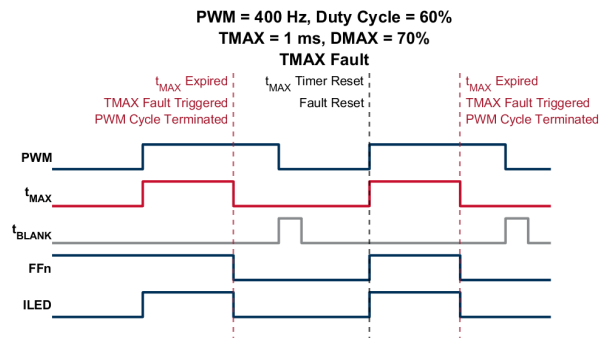 PWM = 400 Hz, Duty Cycle = 60%
TMAX = 1 ms, DMAX = 70%
TMAX Fault
tMAX Expired
TMAX Fault Triggered
PWM Cycle Terminated
tMAX Timer Reset
Fault Reset
tMAX Expired
TMAX Fault Triggered
PWM Cycle Terminated
PWM
tMAX
tBLANK
FFn
ILED